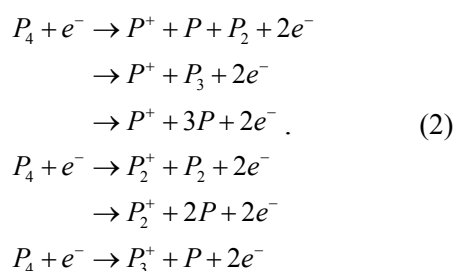 P₄ + e⁻ → P⁺ + P + P₂ + 2e⁻
→ P⁺ + P₃ + 2e⁻
→ P⁺ + 3P + 2e⁻ . (2)
P₄ + e⁻ → P₂⁺ + P₂ + 2e⁻
→ P₂⁺ + 2P + 2e⁻
P₄ + e⁻ → P₃⁺ + P + 2e⁻